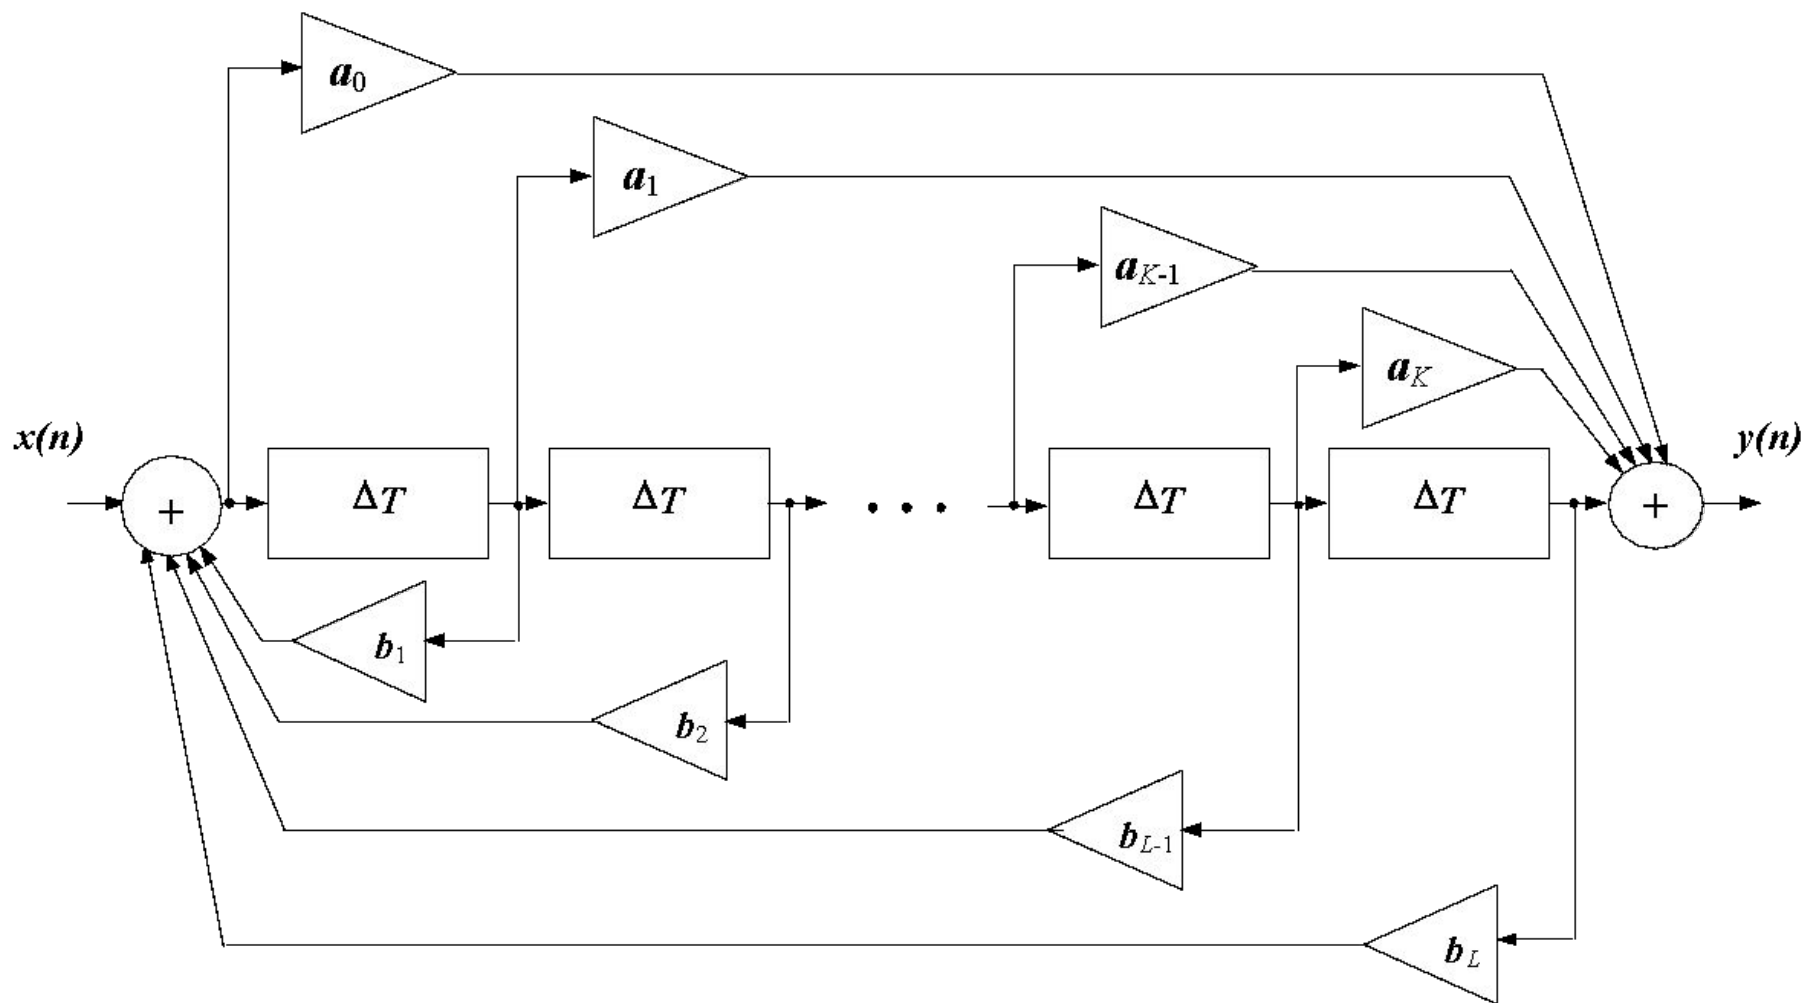 a0
a1
aK-1
aK
x(n)
y(n)
+
ΔT
ΔT
• • •
ΔT
ΔT
+
b1
b2
bL-1
bL